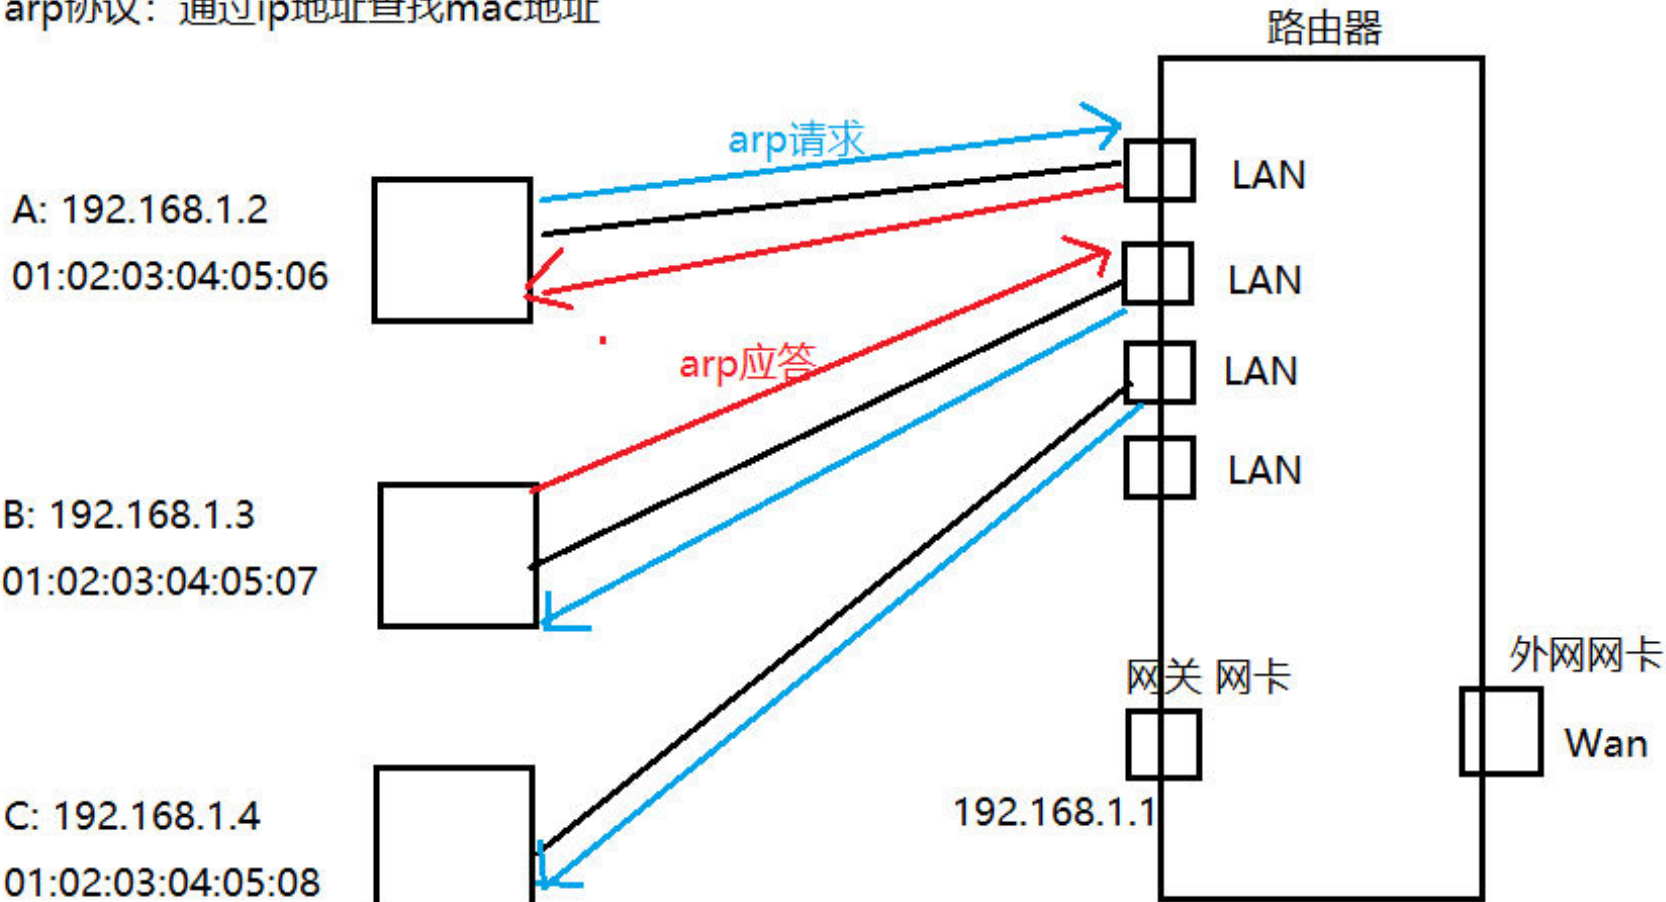 arp协议：通过ip地址查找mac地址
路由器
arp请求
LAN
A: 192.168.1.2
01:02:03:04:05:06
LAN
arp应答
LAN
LAN
B: 192.168.1.3
01:02:03:04:05:07
外网网卡
网关 网卡
Wan
192.168.1.1
C: 192.168.1.4
01:02:03:04:05:08